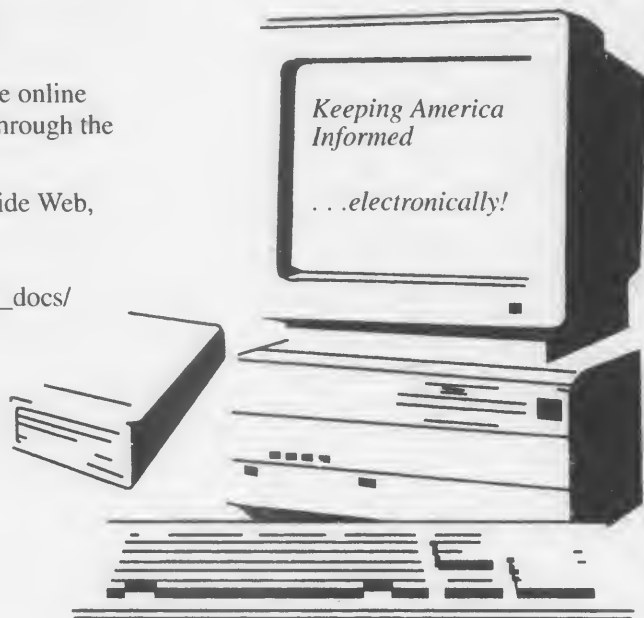 e online
hrough the
ide Web,
_docs/
Keeping America
Informed
. . .electronically!